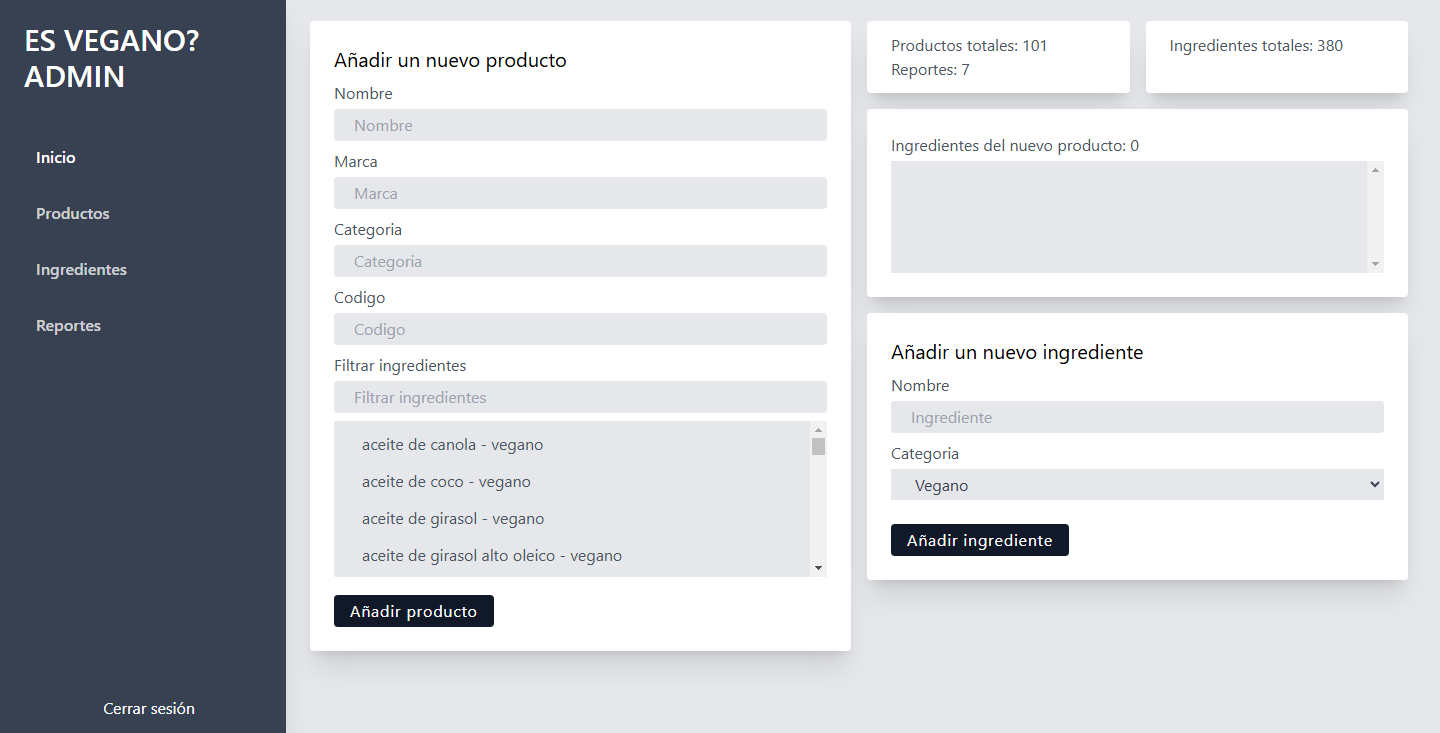 ES VEGANO?
ADMIN
Inicio
Productos
Ingredientes
Reportes
Cerrar sesión
Añadir un nuevo producto
Nombre
Nombre
Marca
Marca
Categoria
Categoria
Codigo
Codigo
Filtrar ingredientes
Filtrar ingredientes
aceite de canola - vegano
aceite de coco - vegano
aceite de girasol - vegano
aceite de girasol alto oleico - vegano
Añadir producto
Productos totales: 101
Reportes: 7
Ingredientes totales: 380
Ingredientes del nuevo producto: 0
Añadir un nuevo ingrediente
Nombre
Ingrediente
Categoria
Vegano
Añadir ingrediente